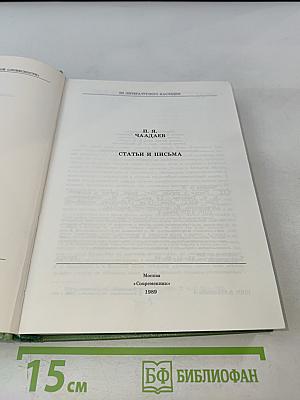 ИЗ ЛИТЕРАТУРНОГО НАСЛЕДИЯ
П. Я.
ЧААДАЕВ
СТАТЬИ И ПИСЬМА
Москва
«Современник»
1989
15 см
БФ БИБЛИОФАН